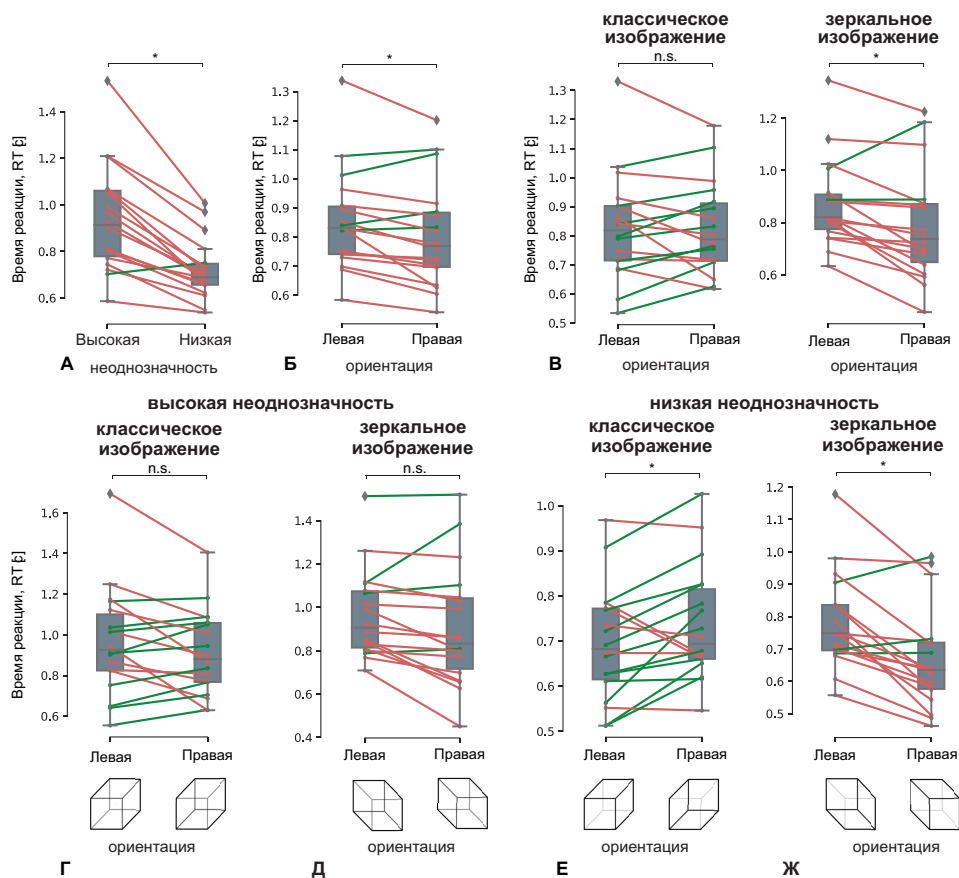 классическое
изображение
зеркальное
изображение
*
*
n.s.
*
Время реакции, RT [с]
1.4
1.2
1.0
0.8
0.6
1.3
1.2
1.1
1.0
0.9
0.8
0.7
0.6
Время реакции, RT [с]
1.3
1.2
1.1
1.0
0.9
0.8
0.7
0.6
0.5
1.2
1.0
0.8
0.6
Высокая Низкая
Левая Правая
Левая Правая
Левая Правая
А
неоднозначность
Б
ориентация
В
ориентация
ориентация
высокая неоднозначность
низкая неоднозначность
классическое
изображение
зеркальное
изображение
классическое
изображение
зеркальное
изображение
n.s.
n.s.
*
*
Время реакции, RT [с]
1.6
1.4
1.2
1.0
0.8
0.6
1.4
1.2
1.0
0.8
0.6
0.4
1.0
0.9
0.8
0.7
0.6
0.5
1.2
1.1
1.0
0.9
0.8
0.7
0.6
0.5
Левая Правая
Левая Правая
Левая Правая
Левая Правая
ориентация
ориентация
ориентация
ориентация
Г
Д
Е
Ж